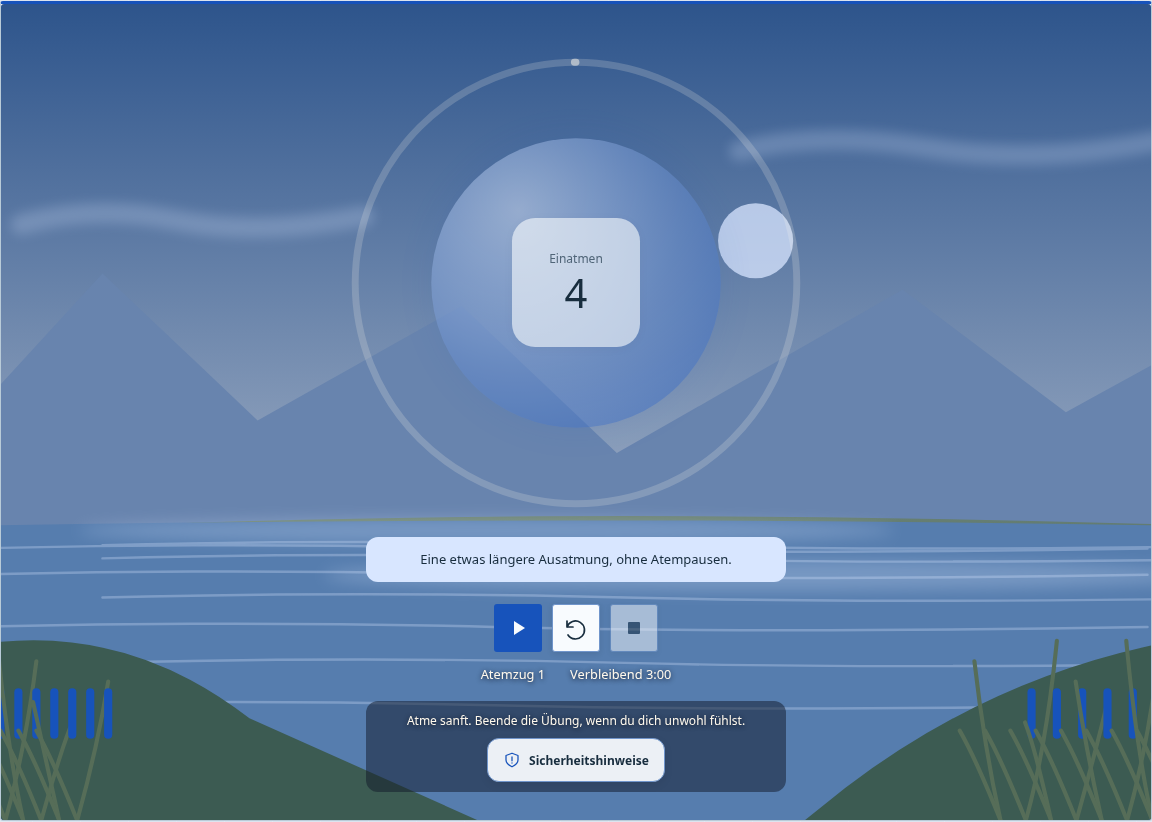 Einatmen
4
Eine etwas längere Ausatmung, ohne Atempausen.
Atemzug 1 Verbleibend 3:00
Atme sanft. Beende die Übung, wenn du dich unwohl fühlst.
Sicherheitshinweise